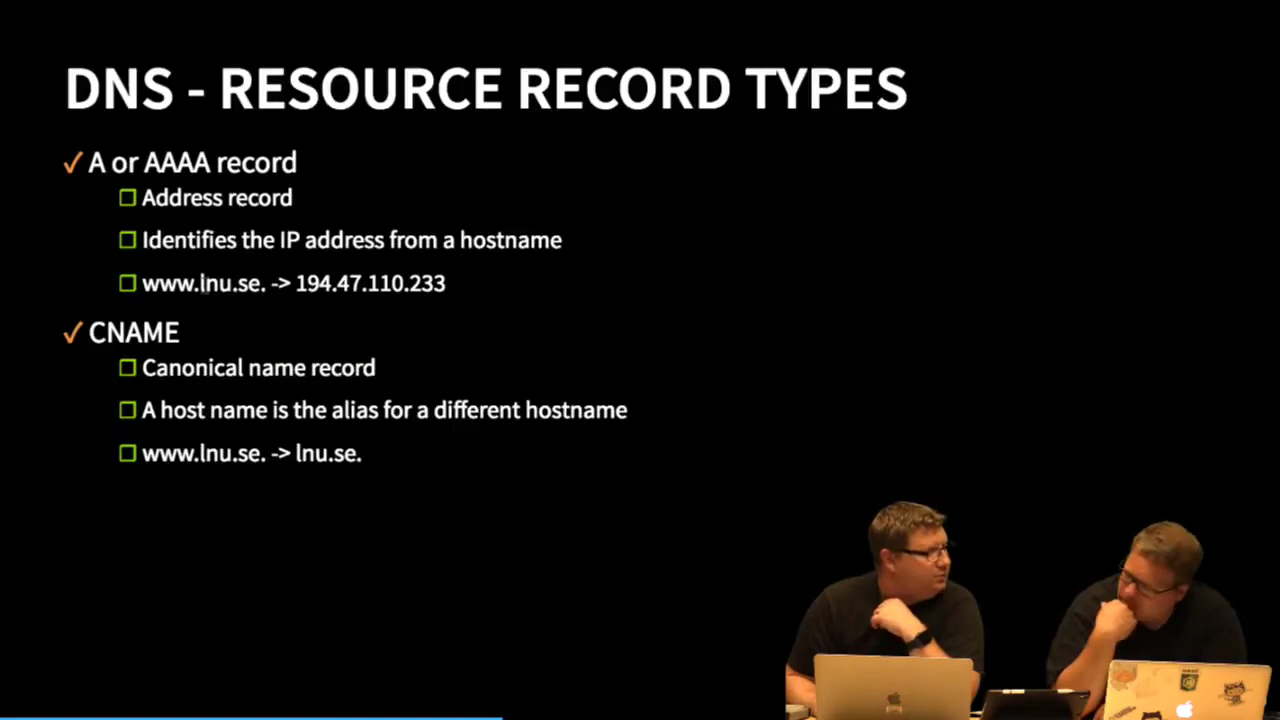 DNS - RESOURCE RECORD TYPES
✓ A or AAAA record
❒ Address record
❒ Identifies the IP address from a hostname
❒ www.lnu.se. -> 194.47.110.233
✓ CNAME
❒ Canonical name record
❒ A host name is the alias for a different hostname
❒ www.lnu.se. -> lnu.se.